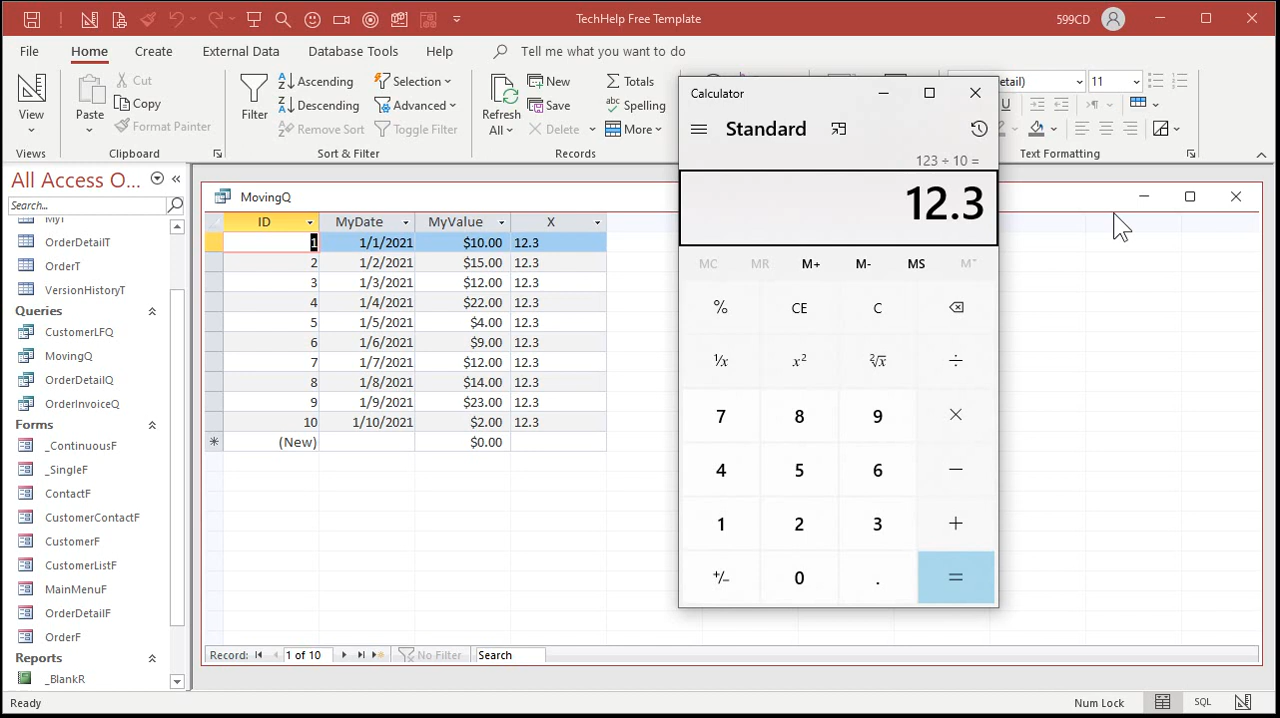 TechHelp Free Template
599CD
File Home Create External Data Database Tools Help Tell me what you want to do
View
Views
Paste
Cut
Copy
Format Painter
Clipboard
Filter
Ascending
Descending
Remove Sort
Selection
Advanced
Toggle Filter
Sort & Filter
Refresh
All
New
Save
Delete
Totals
Spelling
More
Records
etail)
11
U
Text Formatting
All Access O...
Search...
OrderDetailT
OrderT
VersionHistoryT
Queries
CustomerLFQ
MovingQ
OrderDetailQ
OrderInvoiceQ
Forms
_ContinuousF
_SingleF
ContactF
CustomerContactF
CustomerF
CustomerListF
MainMenuF
OrderDetailF
OrderF
Reports
_BlankR
MovingQ
ID MyDate MyValue X
1 1/1/2021 $10.00 12.3
2 1/2/2021 $15.00 12.3
3 1/3/2021 $12.00 12.3
4 1/4/2021 $22.00 12.3
5 1/5/2021 $4.00 12.3
6 1/6/2021 $9.00 12.3
7 1/7/2021 $12.00 12.3
8 1/8/2021 $14.00 12.3
9 1/9/2021 $23.00 12.3
10 1/10/2021 $2.00 12.3
* (New) $0.00
Record: 1 of 10 No Filter Search
Calculator
Standard
123 ÷ 10 =
12.3
MC MR M+ M- MS M˅
% CE C
1/x x² ²√x ÷
7 8 9 ×
4 5 6 −
1 2 3 +
+/− 0 . =
Ready
Num Lock
SQL